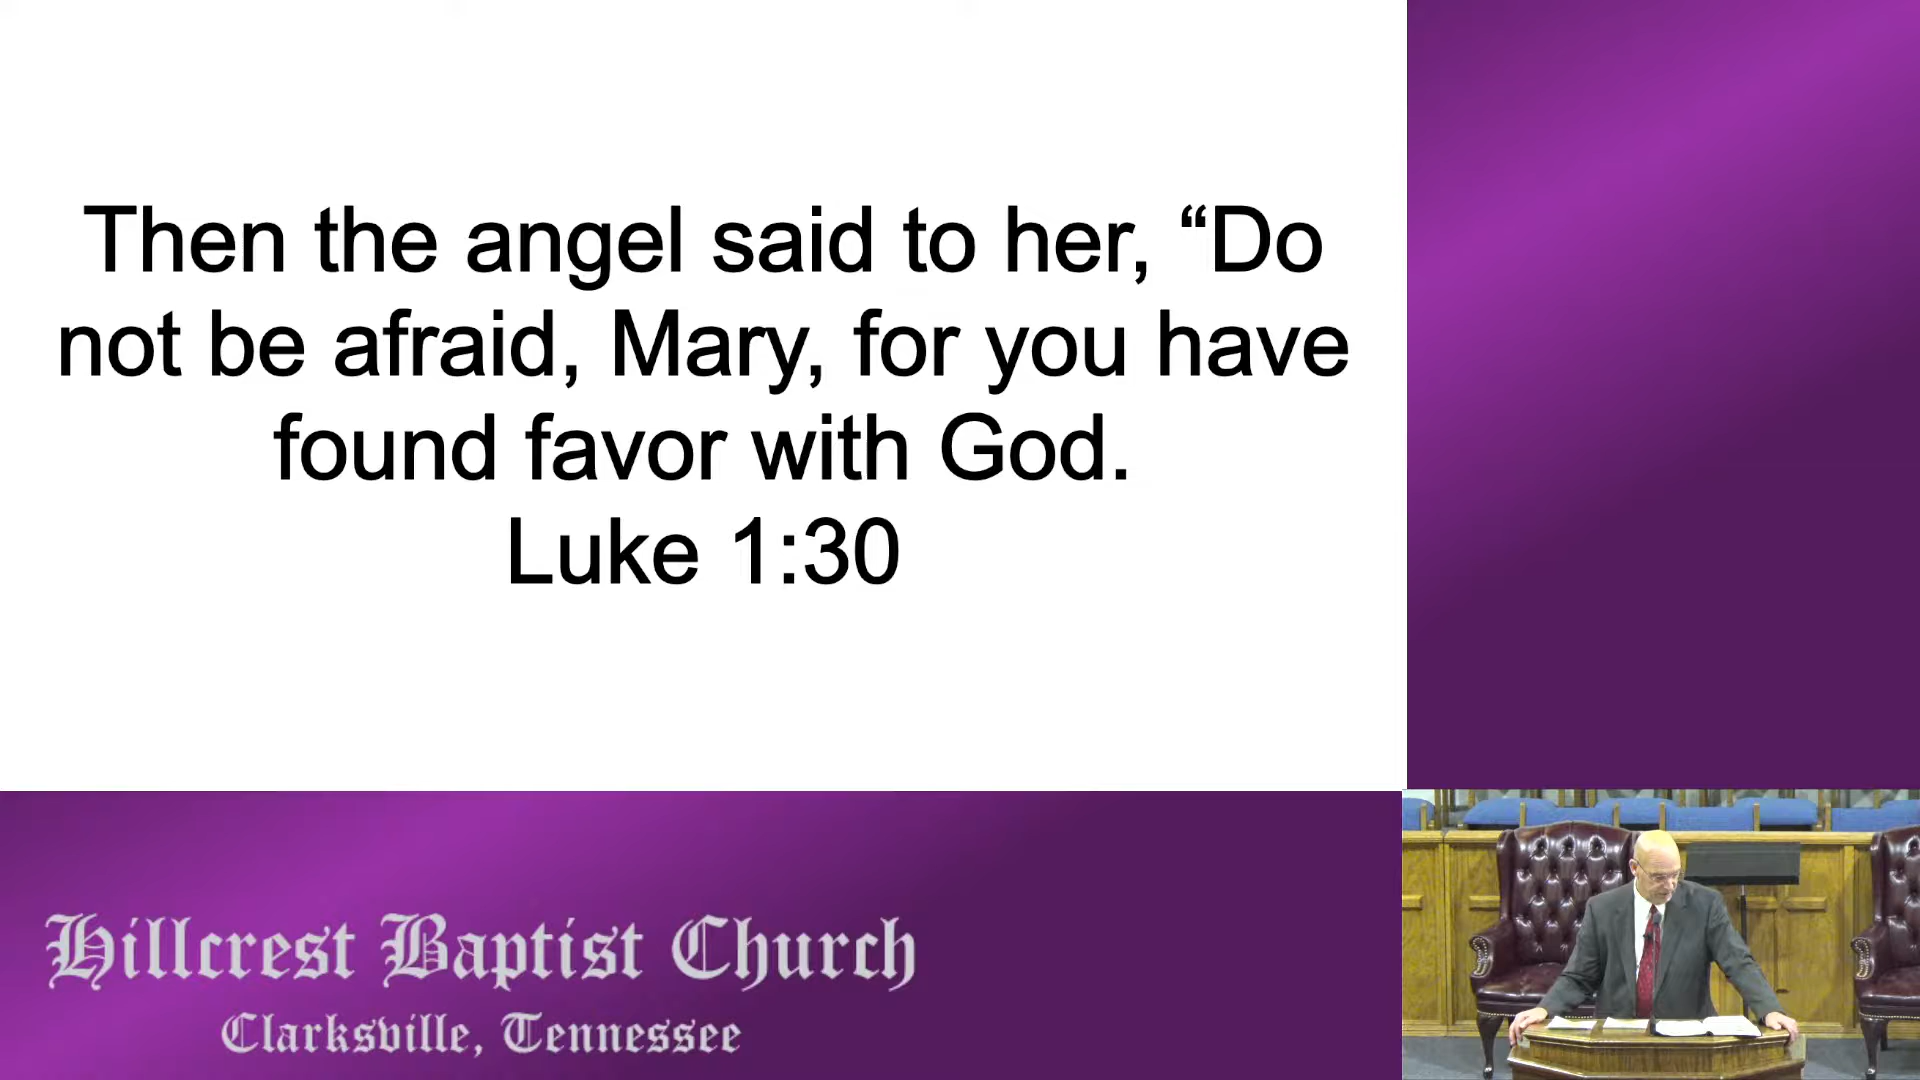 Then the angel said to her, “Do
not be afraid, Mary, for you have
found favor with God.
Luke 1:30
Hillcrest Baptist Church
Clarksville, Tennessee